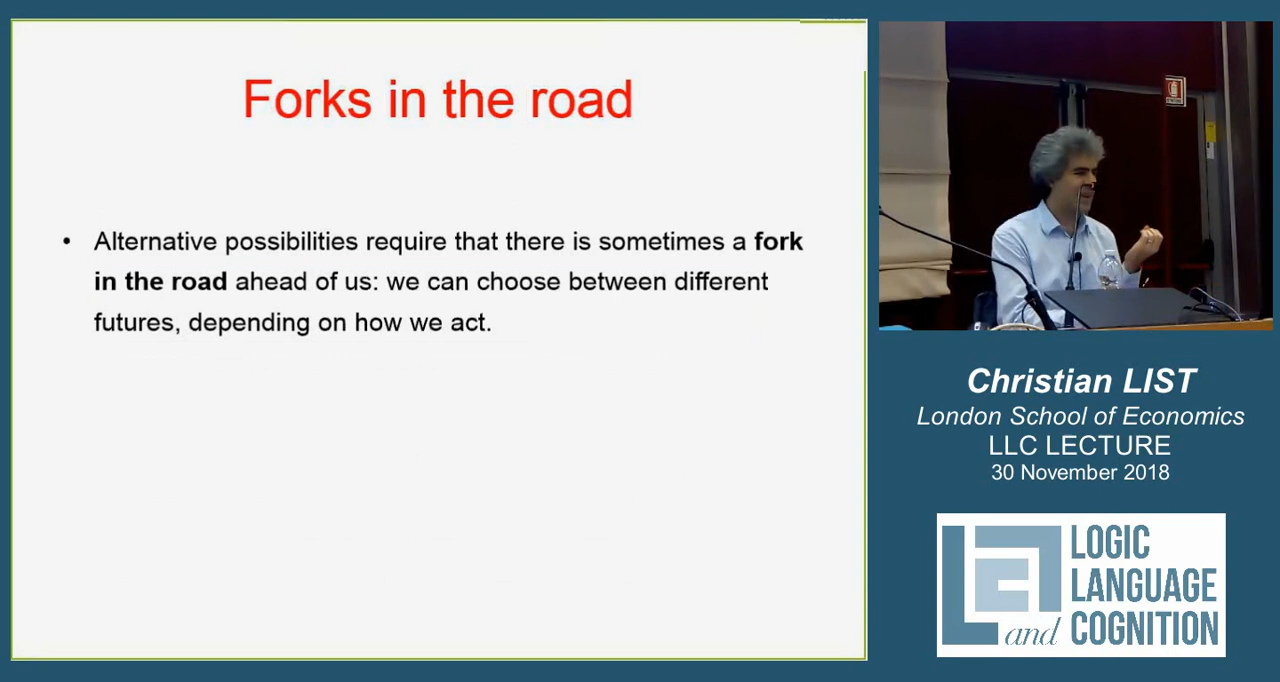 Forks in the road
• Alternative possibilities require that there is sometimes a fork
in the road ahead of us: we can choose between different
futures, depending on how we act.
Christian LIST
London School of Economics
LLC LECTURE
30 November 2018
LOGIC
LANGUAGE
and COGNITION